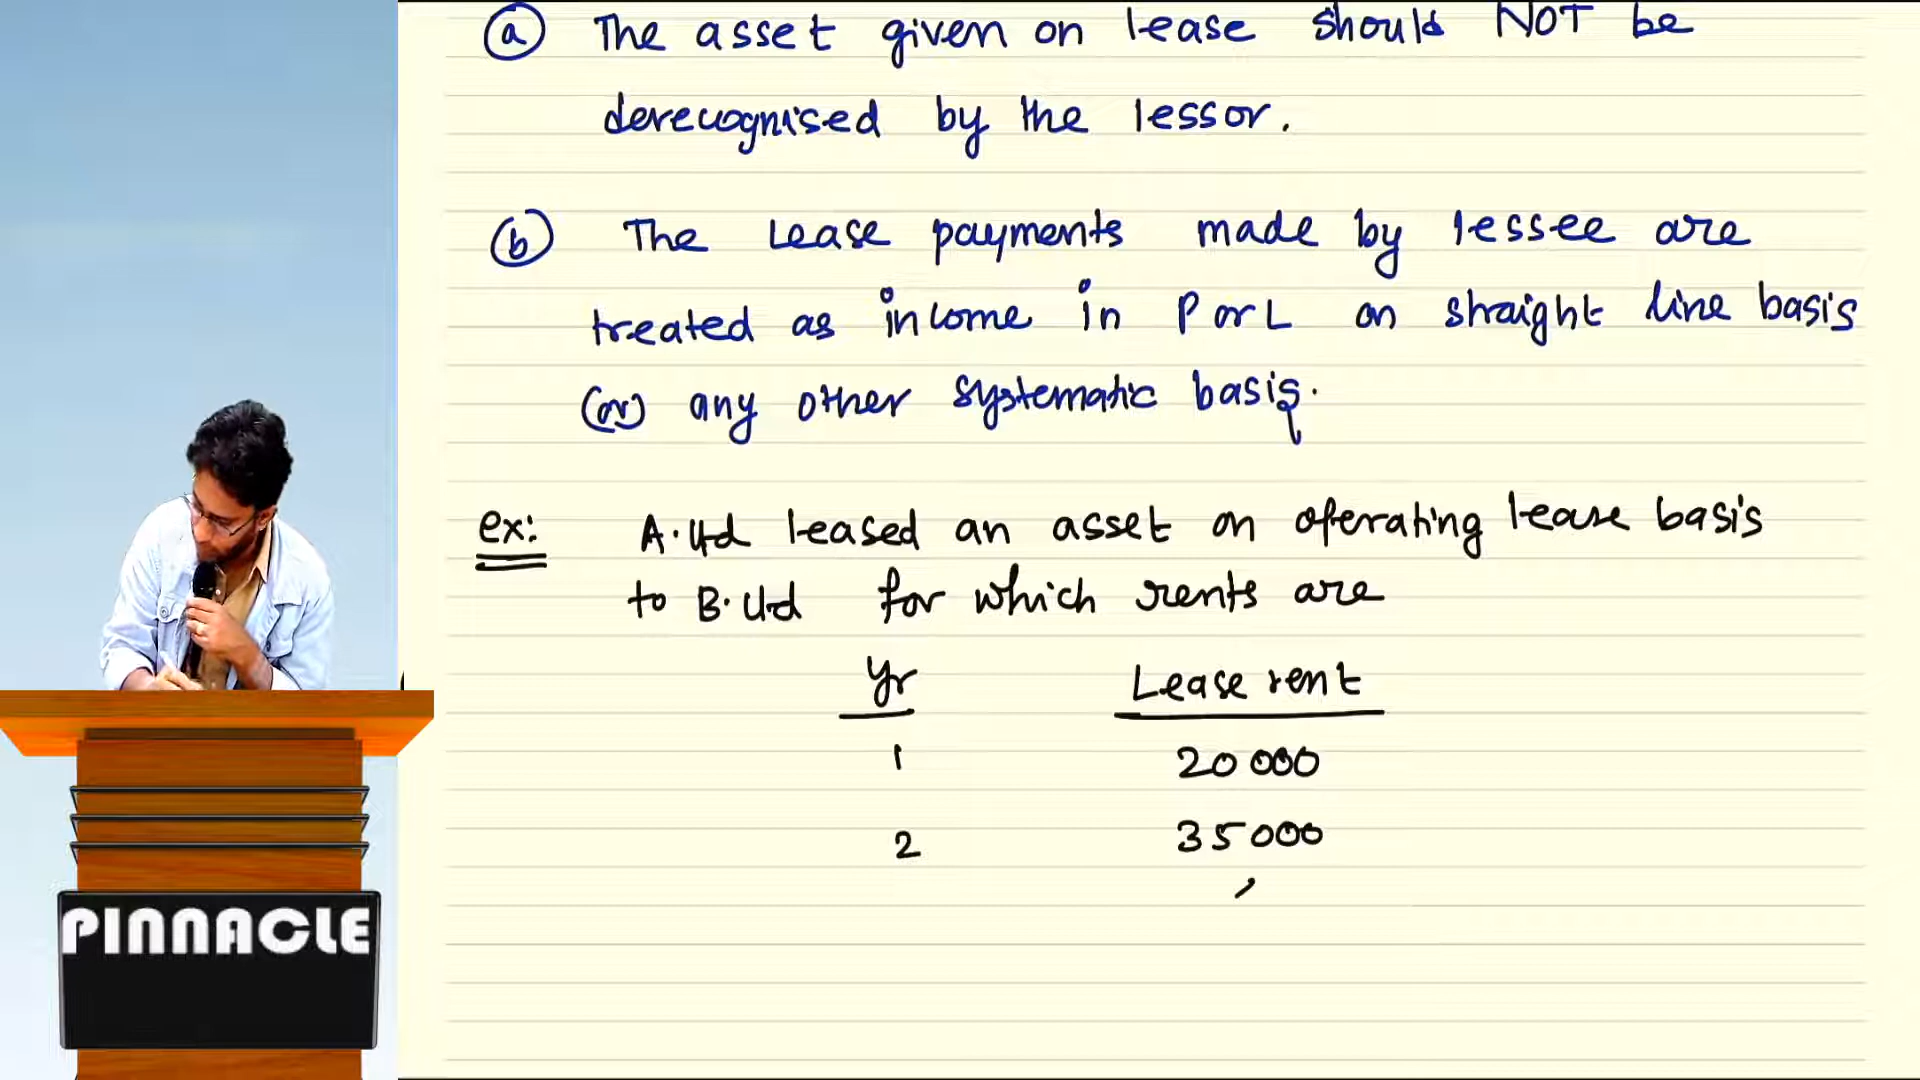 (a) The asset given on lease should NOT be
derecognised by the lessor.
(b) The Lease payments made by lessee are
treated as income in P or L on straight line basis
(or) any other systematic basis.
ex: A.Ltd leased an asset on operating lease basis
to B.Ltd for which rents are
Yr Lease rent
1 20000
2 35000
PINNACLE